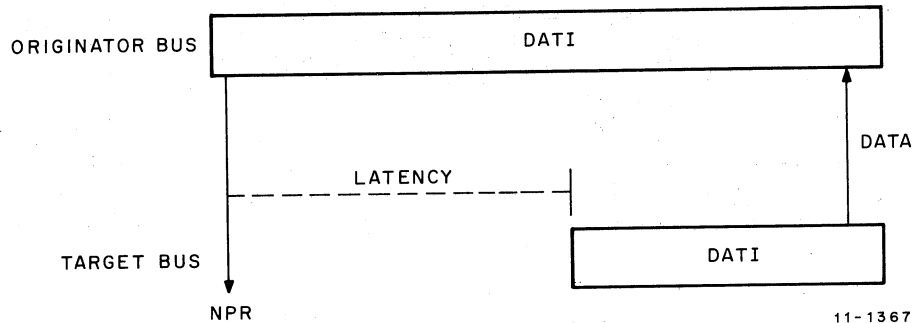 ORIGINATOR BUS
DATI
DATA
LATENCY
TARGET BUS
DATI
NPR
11-1367